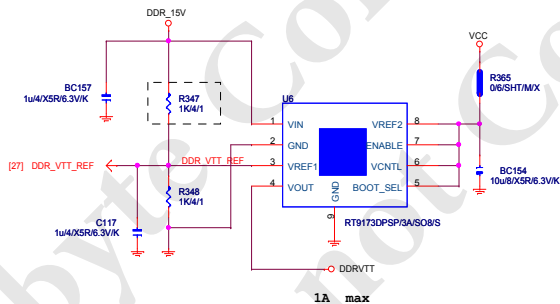 DDR_15V
VCC
BC157
1u/4/X5R/6.3V/K
R347
1K/4/1
R365
0/6/SHT/M/X
U6
1 VIN VREF2 8
2 GND ENABLE 7
[27] DDR_VTT_REF DDR_VTT_REF 3 VREF1 VCNTL 6
4 VOUT BOOT_SEL 5
GND
9
BC154
10u/8/X5R/6.3V/K
R348
1K/4/1
C117
1u/4/X5R/6.3V/K
RT9173DPSP/3A/SO8/S
DDRVTT
1A max